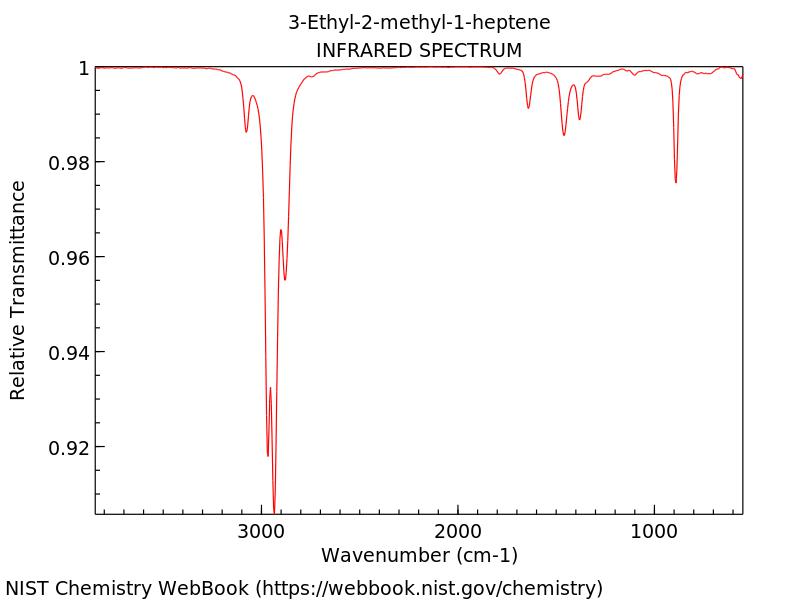 3-Ethyl-2-methyl-1-heptene
INFRARED SPECTRUM
1
0.98
0.96
0.94
0.92
Relative Transmittance
3000 2000 1000
Wavenumber (cm-1)
NIST Chemistry WebBook (https://webbook.nist.gov/chemistry)